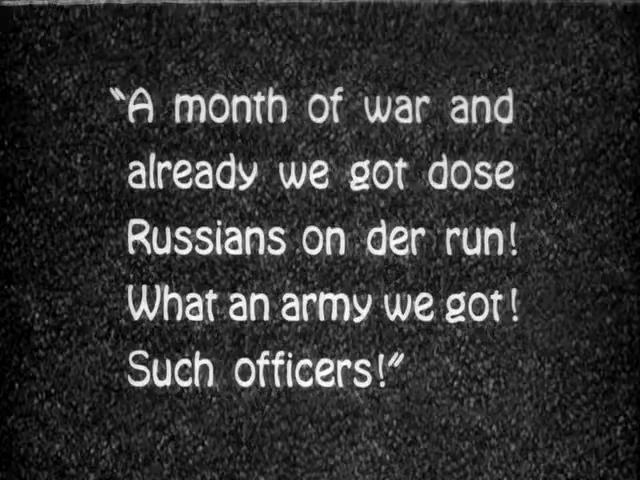 “A month of war and
already we got dose
Russians on der run!
What an army we got!
Such officers!”